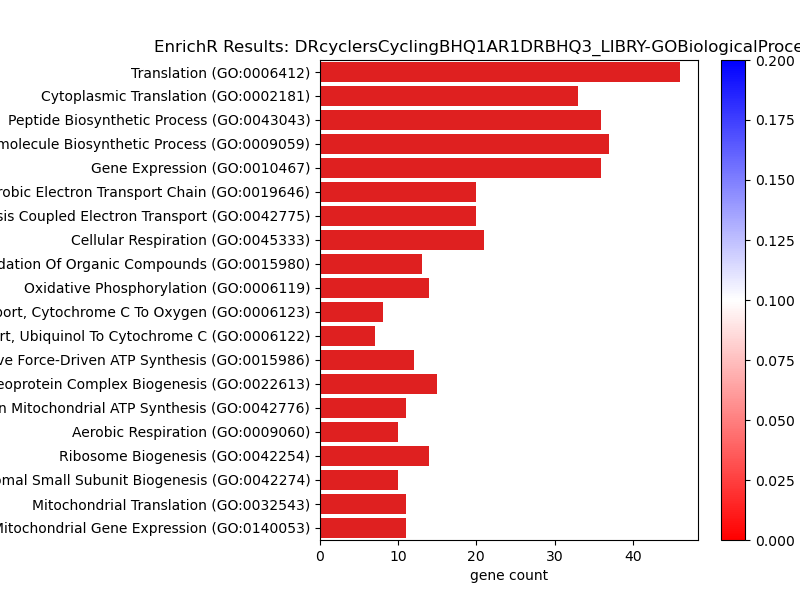 EnrichR Results: DRcyclersCyclingBHQ1AR1DRBHQ3_LIBRY-GOBiologicalProce
Translation (GO:0006412)
Cytoplasmic Translation (GO:0002181)
Peptide Biosynthetic Process (GO:0043043)
molecule Biosynthetic Process (GO:0009059)
Gene Expression (GO:0010467)
robic Electron Transport Chain (GO:0019646)
sis Coupled Electron Transport (GO:0042775)
Cellular Respiration (GO:0045333)
dation Of Organic Compounds (GO:0015980)
Oxidative Phosphorylation (GO:0006119)
port, Cytochrome C To Oxygen (GO:0006123)
rt, Ubiquinol To Cytochrome C (GO:0006122)
ve Force-Driven ATP Synthesis (GO:0015986)
eoprotein Complex Biogenesis (GO:0022613)
n Mitochondrial ATP Synthesis (GO:0042776)
Aerobic Respiration (GO:0009060)
Ribosome Biogenesis (GO:0042254)
omal Small Subunit Biogenesis (GO:0042274)
Mitochondrial Translation (GO:0032543)
Mitochondrial Gene Expression (GO:0140053)
0 10 20 30 40
gene count
0.200
0.175
0.150
0.125
0.100
0.075
0.050
0.025
0.000